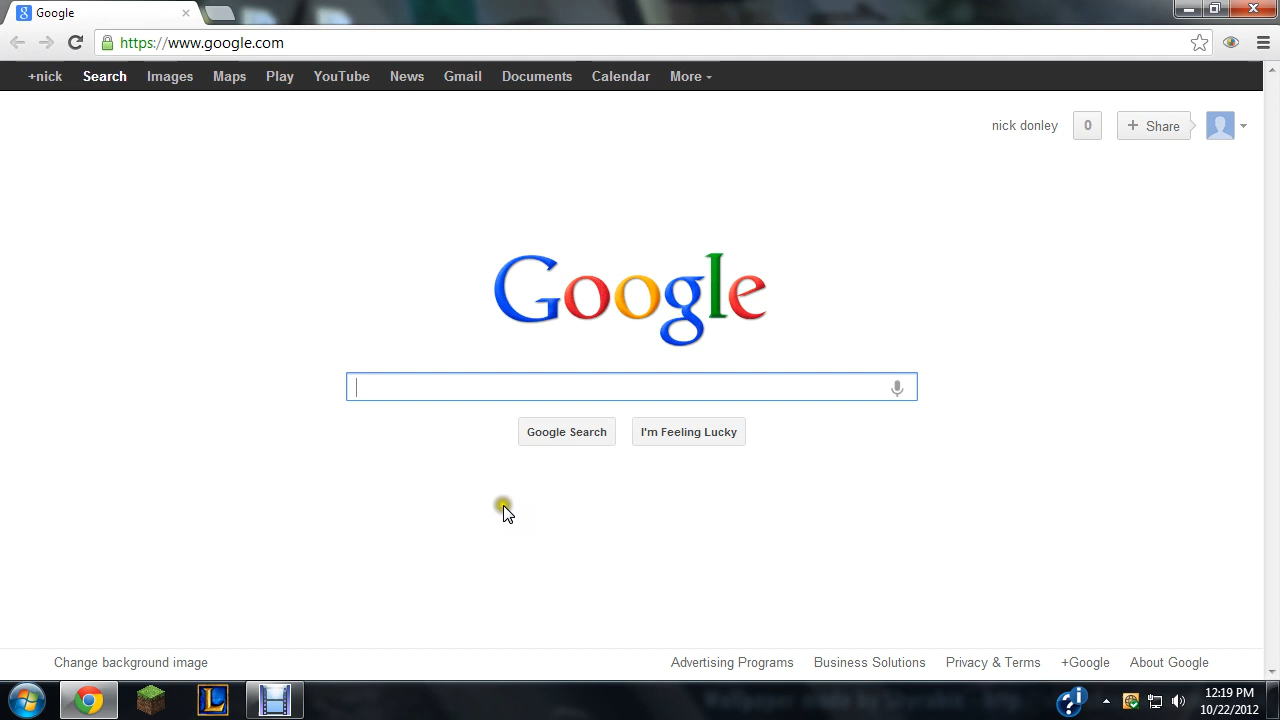 Google
https://www.google.com
+nick Search Images Maps Play YouTube News Gmail Documents Calendar More
nick donley 0 + Share
Google
Google Search I'm Feeling Lucky
Change background image Advertising Programs Business Solutions Privacy & Terms +Google About Google
12:19 PM
10/22/2012